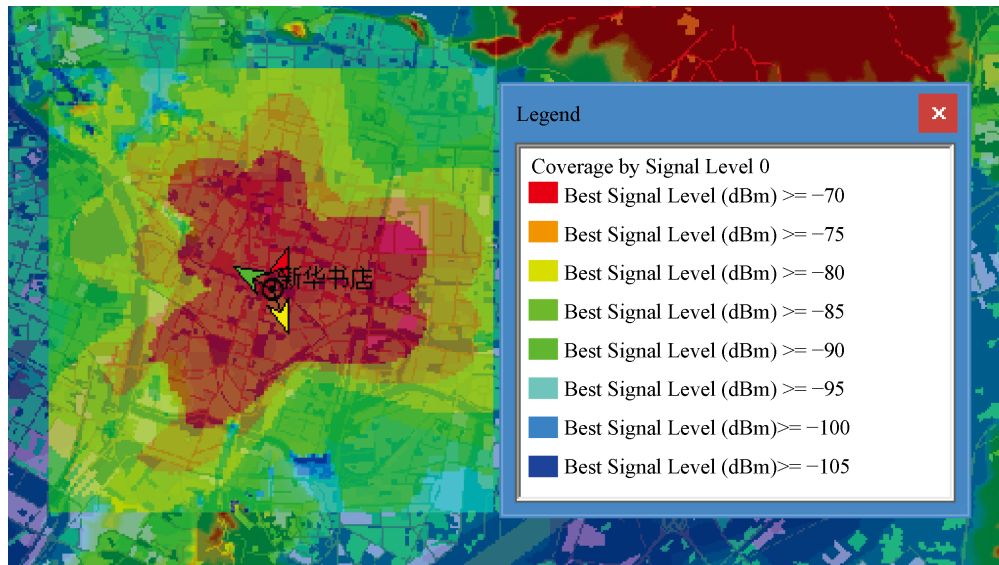 Legend
Coverage by Signal Level 0
Best Signal Level (dBm) >= −70
Best Signal Level (dBm) >= −75
Best Signal Level (dBm) >= −80
Best Signal Level (dBm) >= −85
Best Signal Level (dBm) >= −90
Best Signal Level (dBm) >= −95
Best Signal Level (dBm)>= −100
Best Signal Level (dBm)>= −105
新华书店